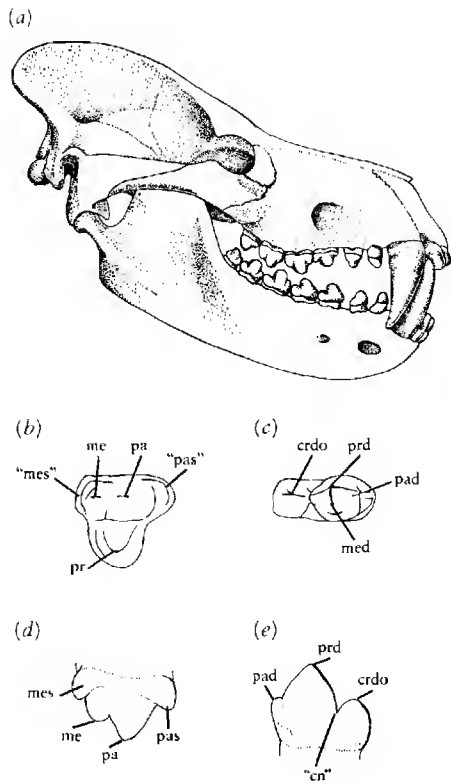 (a)
(b)
me pa
"mes" "pas"
pr
(c)
crdo prd
pad
med
(d)
mes
me
pa
pas
(e)
prd
pad crdo
"cn"